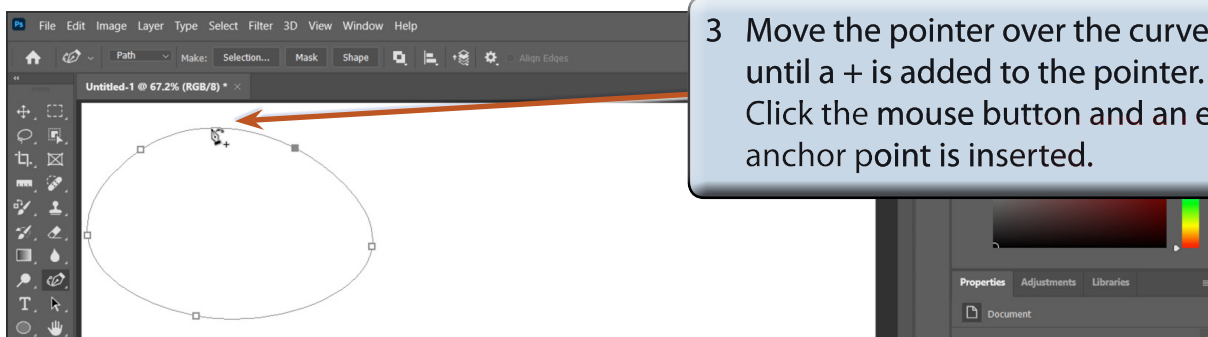 Ps File Edit Image Layer Type Select Filter 3D View Window Help
Path Make: Selection... Mask Shape Align Edges
Untitled-1 @ 67.2% (RGB/8) * ×
3 Move the pointer over the curve
until a + is added to the pointer.
Click the mouse button and an e
anchor point is inserted.
Properties Adjustments Libraries
Document